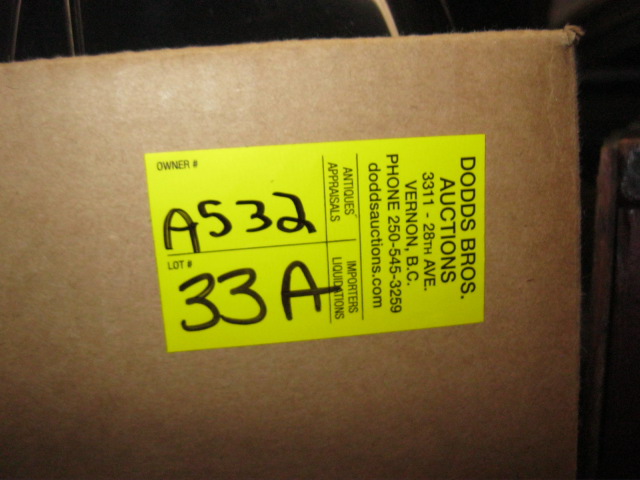 DODDS BROS.
AUCTIONS
3311 - 28TH AVE.
VERNON, B.C.
PHONE 250-545-3259
doddsauctions.com
ANTIQUES IMPORTERS
APPRAISALS LIQUIDATIONS
OWNER #
A532
LOT #
33A